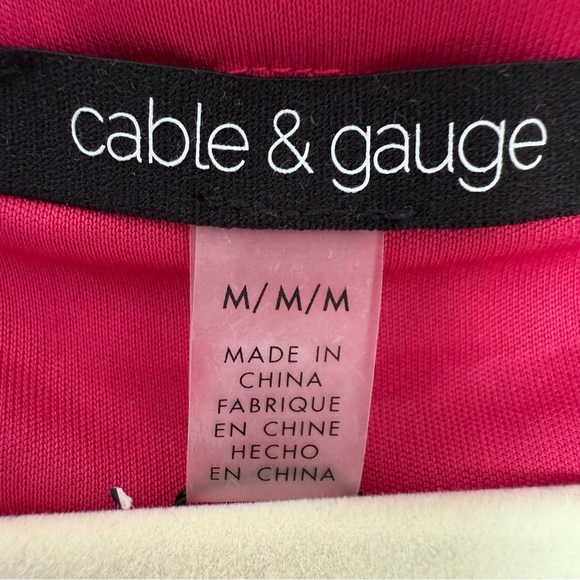 cable & gauge
M/M/M
MADE IN
CHINA
FABRIQUE
EN CHINE
HECHO
EN CHINA